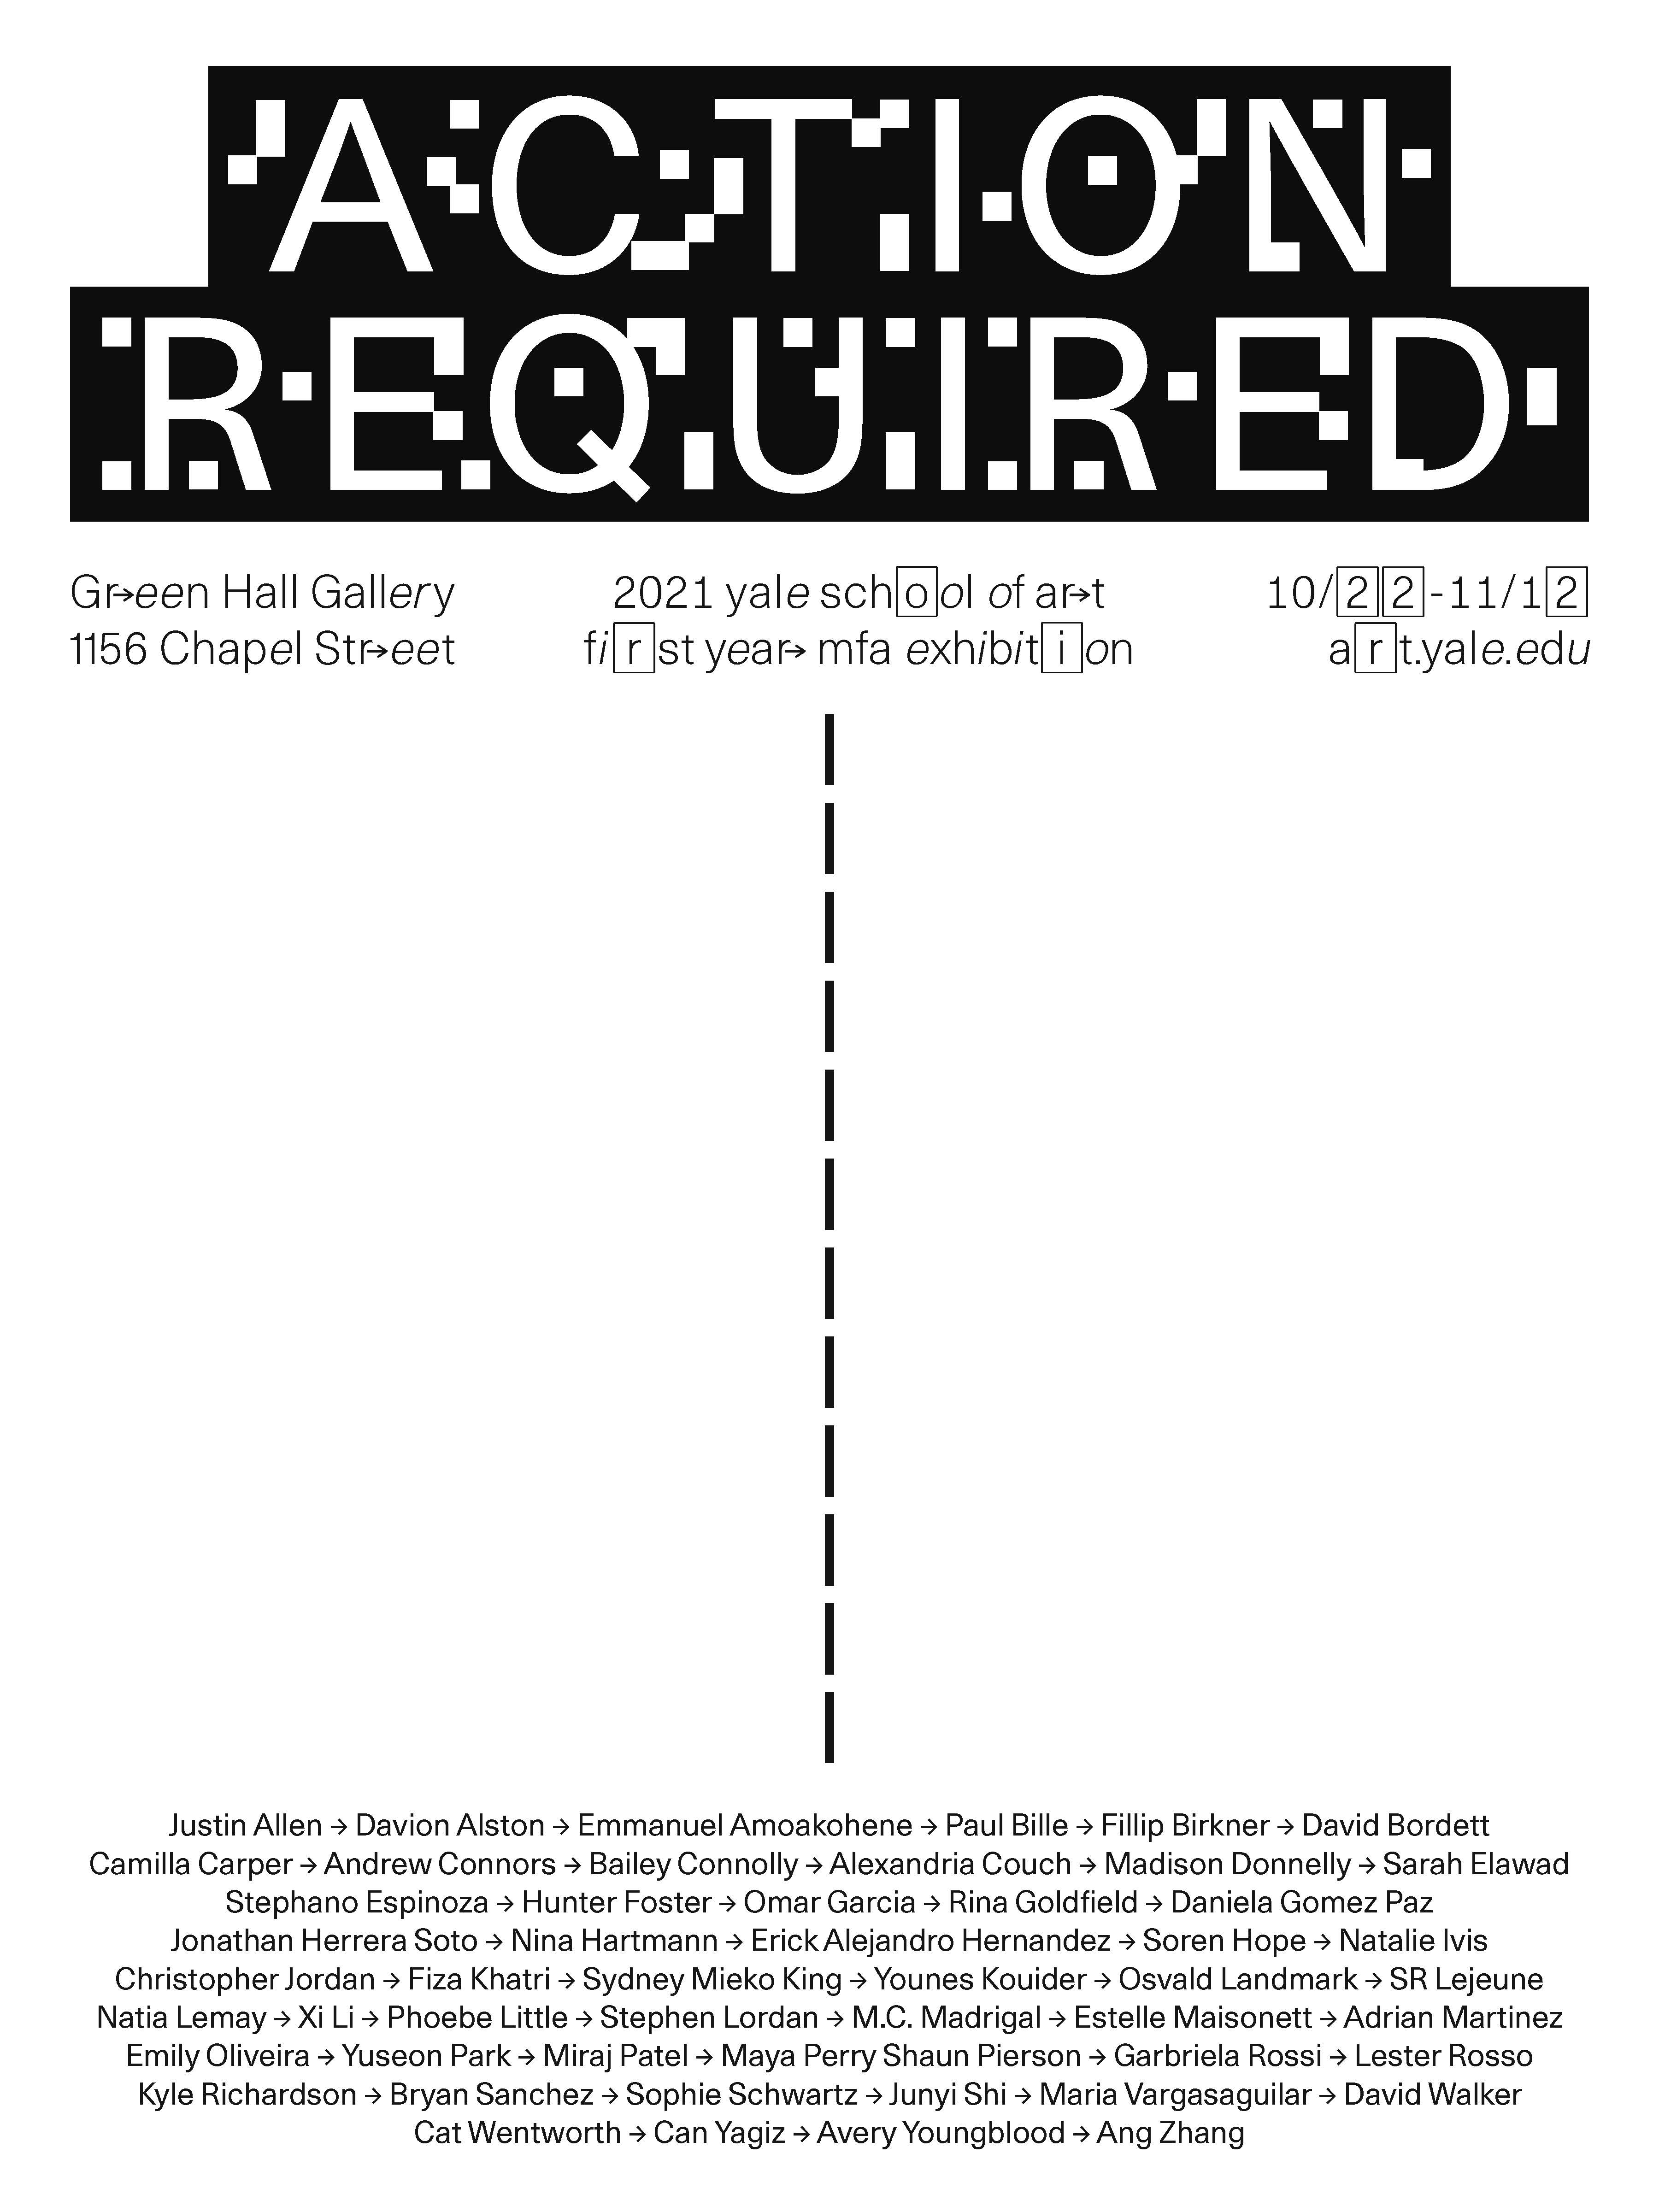 ACTION
REQUIRED
Gr→een Hall Gallery
1156 Chapel Str→eet
2021 yale school of ar→t
first year→ mfa exhibition
10/22-11/12
art.yale.edu
Justin Allen → Davion Alston → Emmanuel Amoakohene → Paul Bille → Fillip Birkner → David Bordett
Camilla Carper → Andrew Connors → Bailey Connolly → Alexandria Couch → Madison Donnelly → Sarah Elawad
Stephano Espinoza → Hunter Foster → Omar Garcia → Rina Goldfield → Daniela Gomez Paz
Jonathan Herrera Soto → Nina Hartmann → Erick Alejandro Hernandez → Soren Hope → Natalie Ivis
Christopher Jordan → Fiza Khatri → Sydney Mieko King → Younes Kouider → Osvald Landmark → SR Lejeune
Natia Lemay → Xi Li → Phoebe Little → Stephen Lordan → M.C. Madrigal → Estelle Maisonett → Adrian Martinez
Emily Oliveira → Yuseon Park → Miraj Patel → Maya Perry Shaun Pierson → Garbriela Rossi → Lester Rosso
Kyle Richardson → Bryan Sanchez → Sophie Schwartz → Junyi Shi → Maria Vargasaguilar → David Walker
Cat Wentworth → Can Yagiz → Avery Youngblood → Ang Zhang